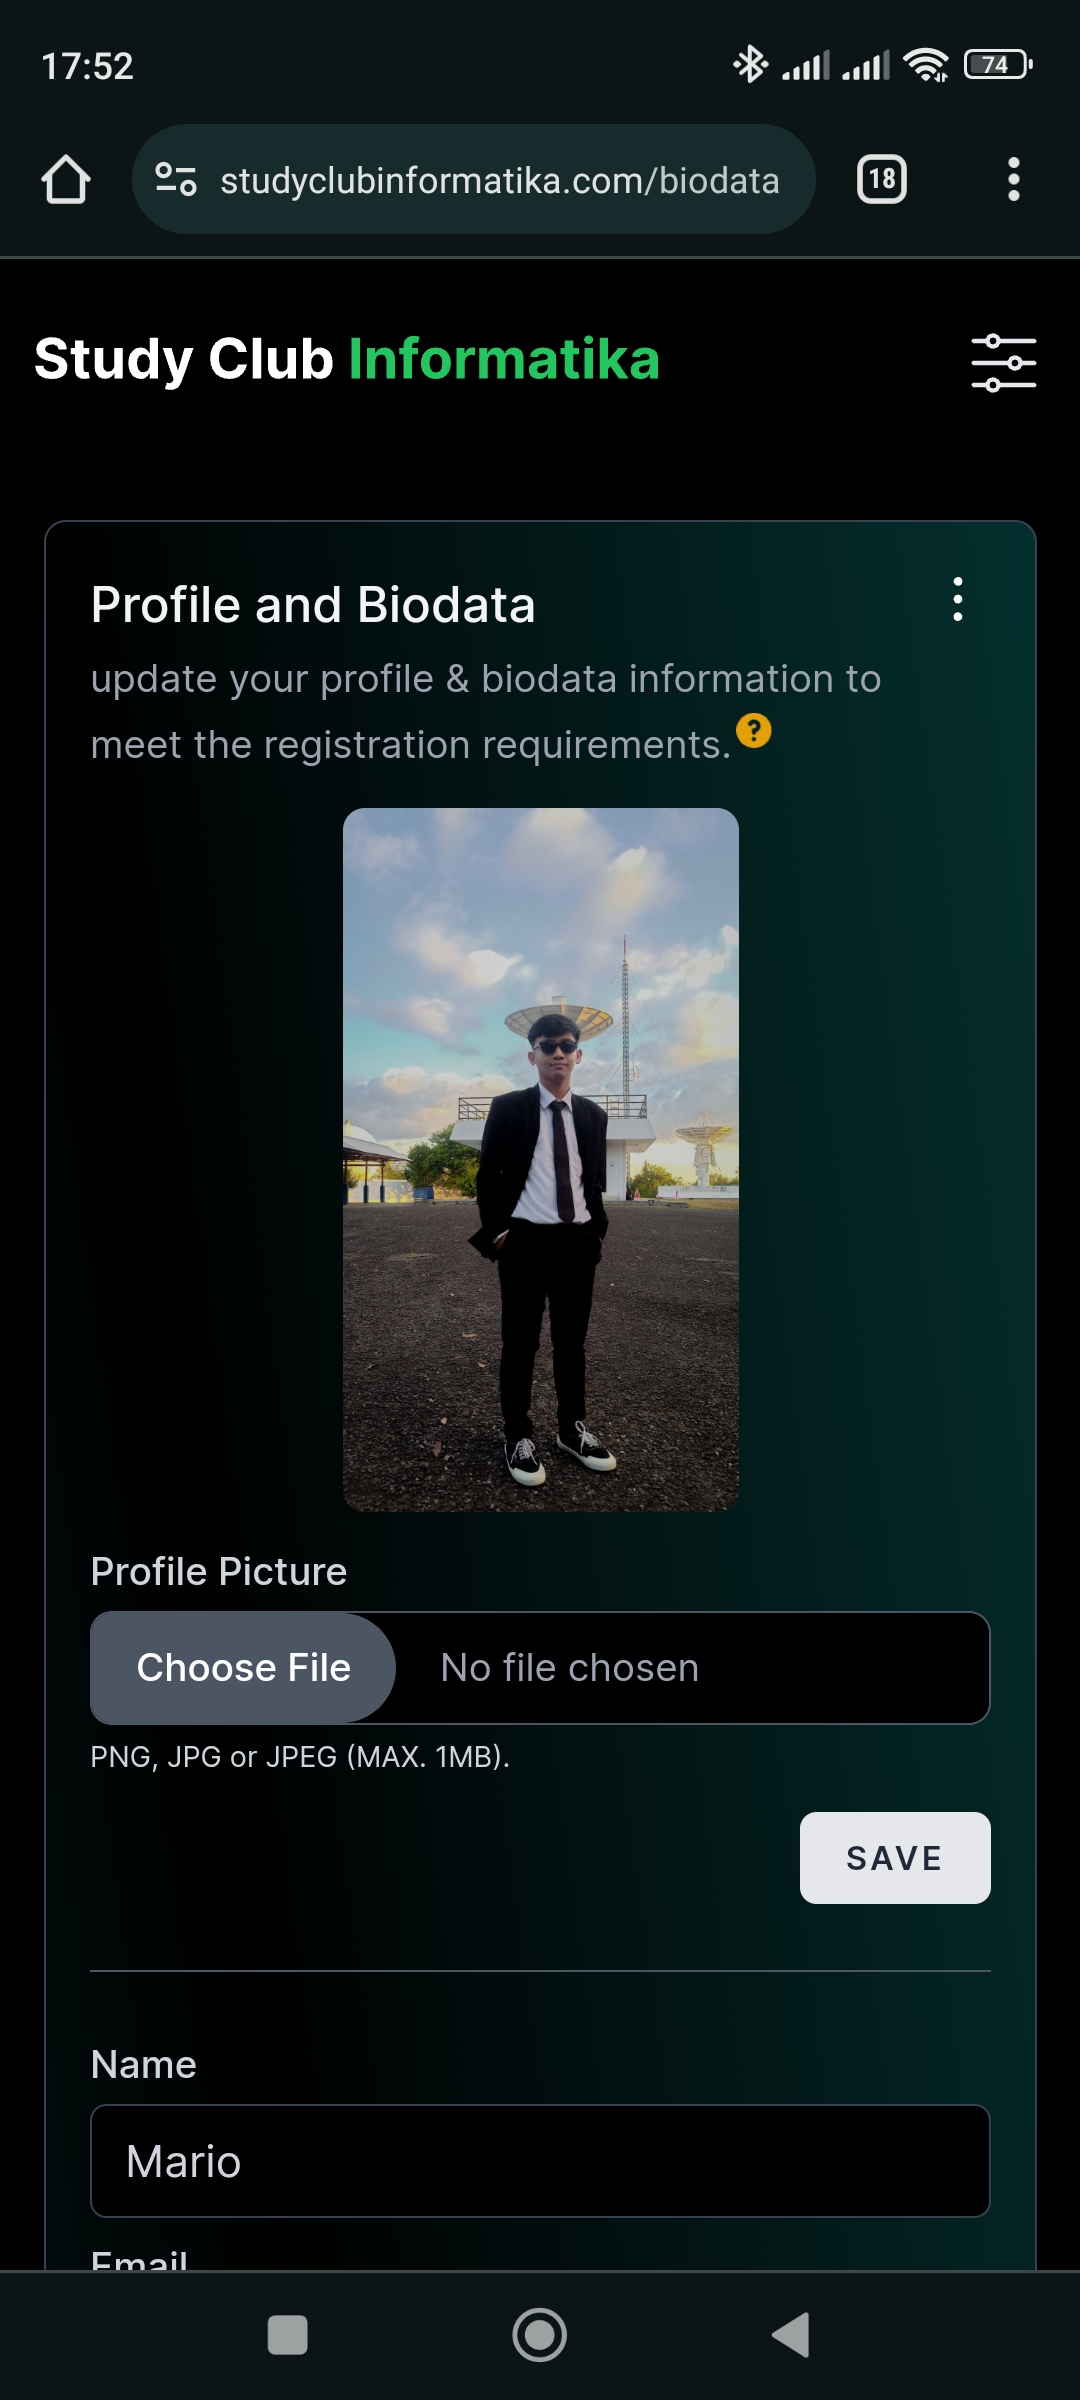 17:52
74
studyclubinformatika.com/biodata
18
Study Club Informatika
Profile and Biodata
update your profile & biodata information to
meet the registration requirements. ?
Profile Picture
Choose File No file chosen
PNG, JPG or JPEG (MAX. 1MB).
SAVE
Name
Mario
Email